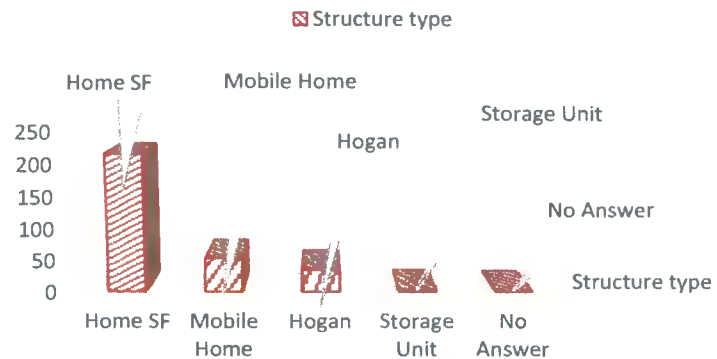 Structure type
Home SF
Mobile Home
Storage Unit
Hogan
No Answer
250
200
150
100
50
0
Structure type
Home SF
Mobile
Home
Hogan
Storage
Unit
No
Answer